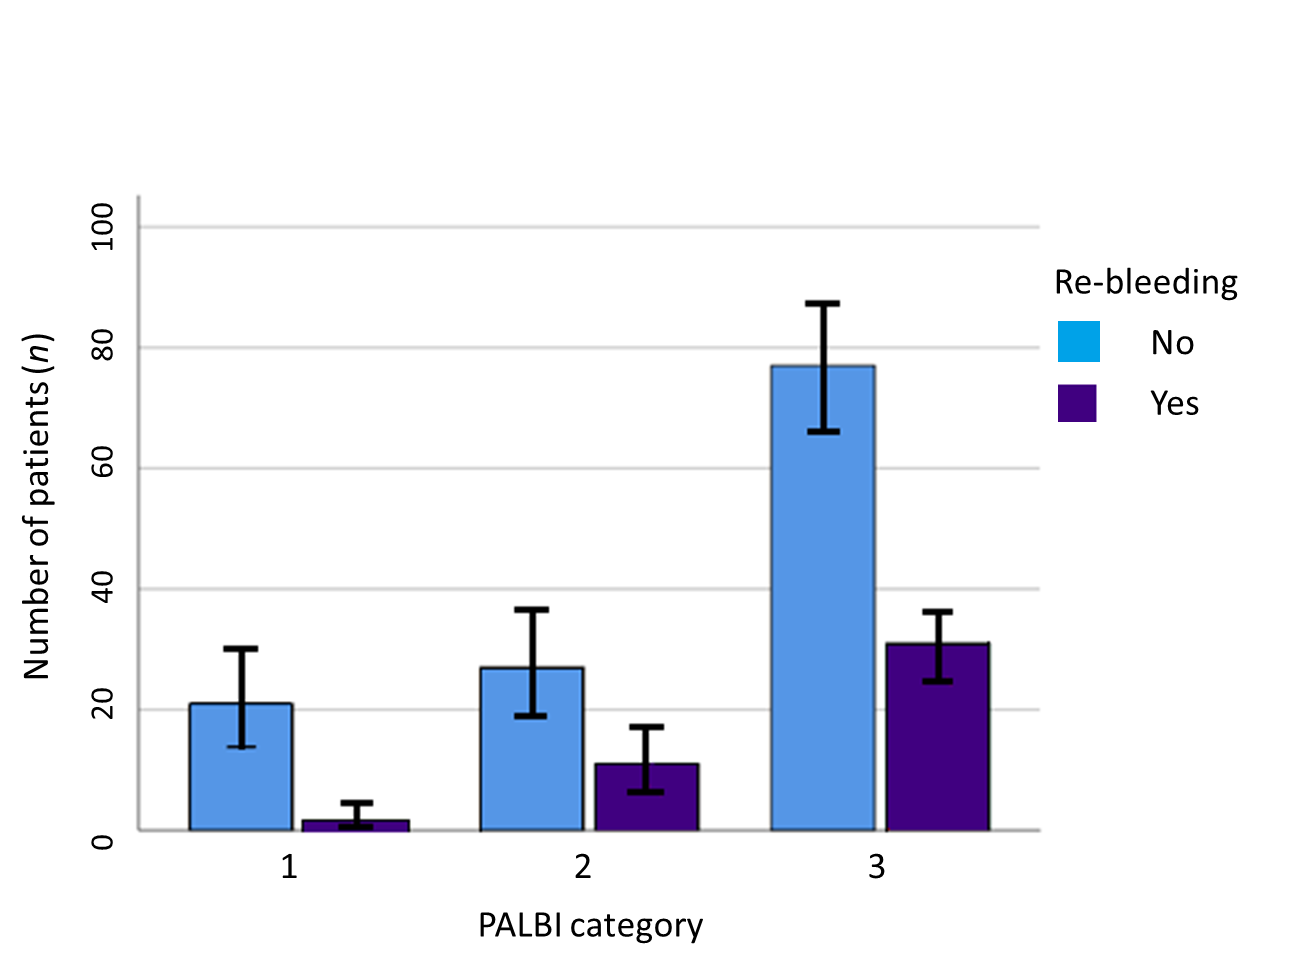 Number of patients (n)
100
80
60
40
20
0
1
2
3
PALBI category
Re-bleeding
No
Yes